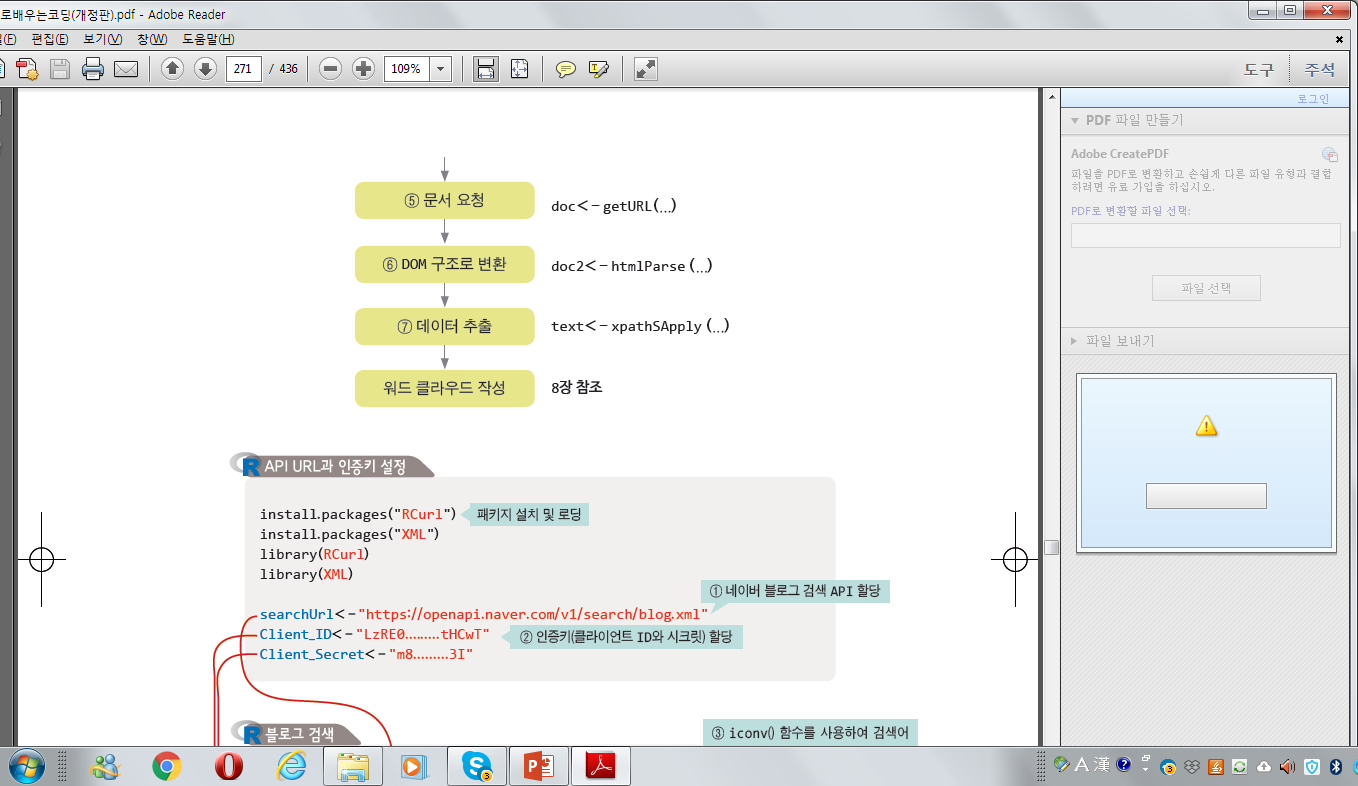 로배우는코딩(개정판).pdf - Adobe Reader
편집(E) 보기(V) 창(W) 도움말(H)
271 / 436 109% 도구 주석
로그인
PDF 파일 만들기
Adobe CreatePDF
파일을 PDF로 변환하고 손쉽게 다른 파일 유형과 결합
하려면 유료 가입을 하십시오.
PDF로 변환할 파일 선택:
파일 선택
파일 보내기
⑤ 문서 요청 doc<-getURL(…)
⑥ DOM 구조로 변환 doc2<-htmlParse (…)
⑦ 데이터 추출 text<-xpathSApply (…)
워드 클라우드 작성 8장 참조
R API URL과 인증키 설정
install.packages("RCurl") 패키지 설치 및 로딩
install.packages("XML")
library(RCurl)
library(XML)
① 네이버 블로그 검색 API 할당
searchUrl<-"https://openapi.naver.com/v1/search/blog.xml"
Client_ID<-"LzRE0.........tHCwT" ② 인증키(클라이언트 ID와 시크릿) 할당
Client_Secret<-"m8.........3I"
R 블로그 검색
③ iconv() 함수를 사용하여 검색어
A 漢